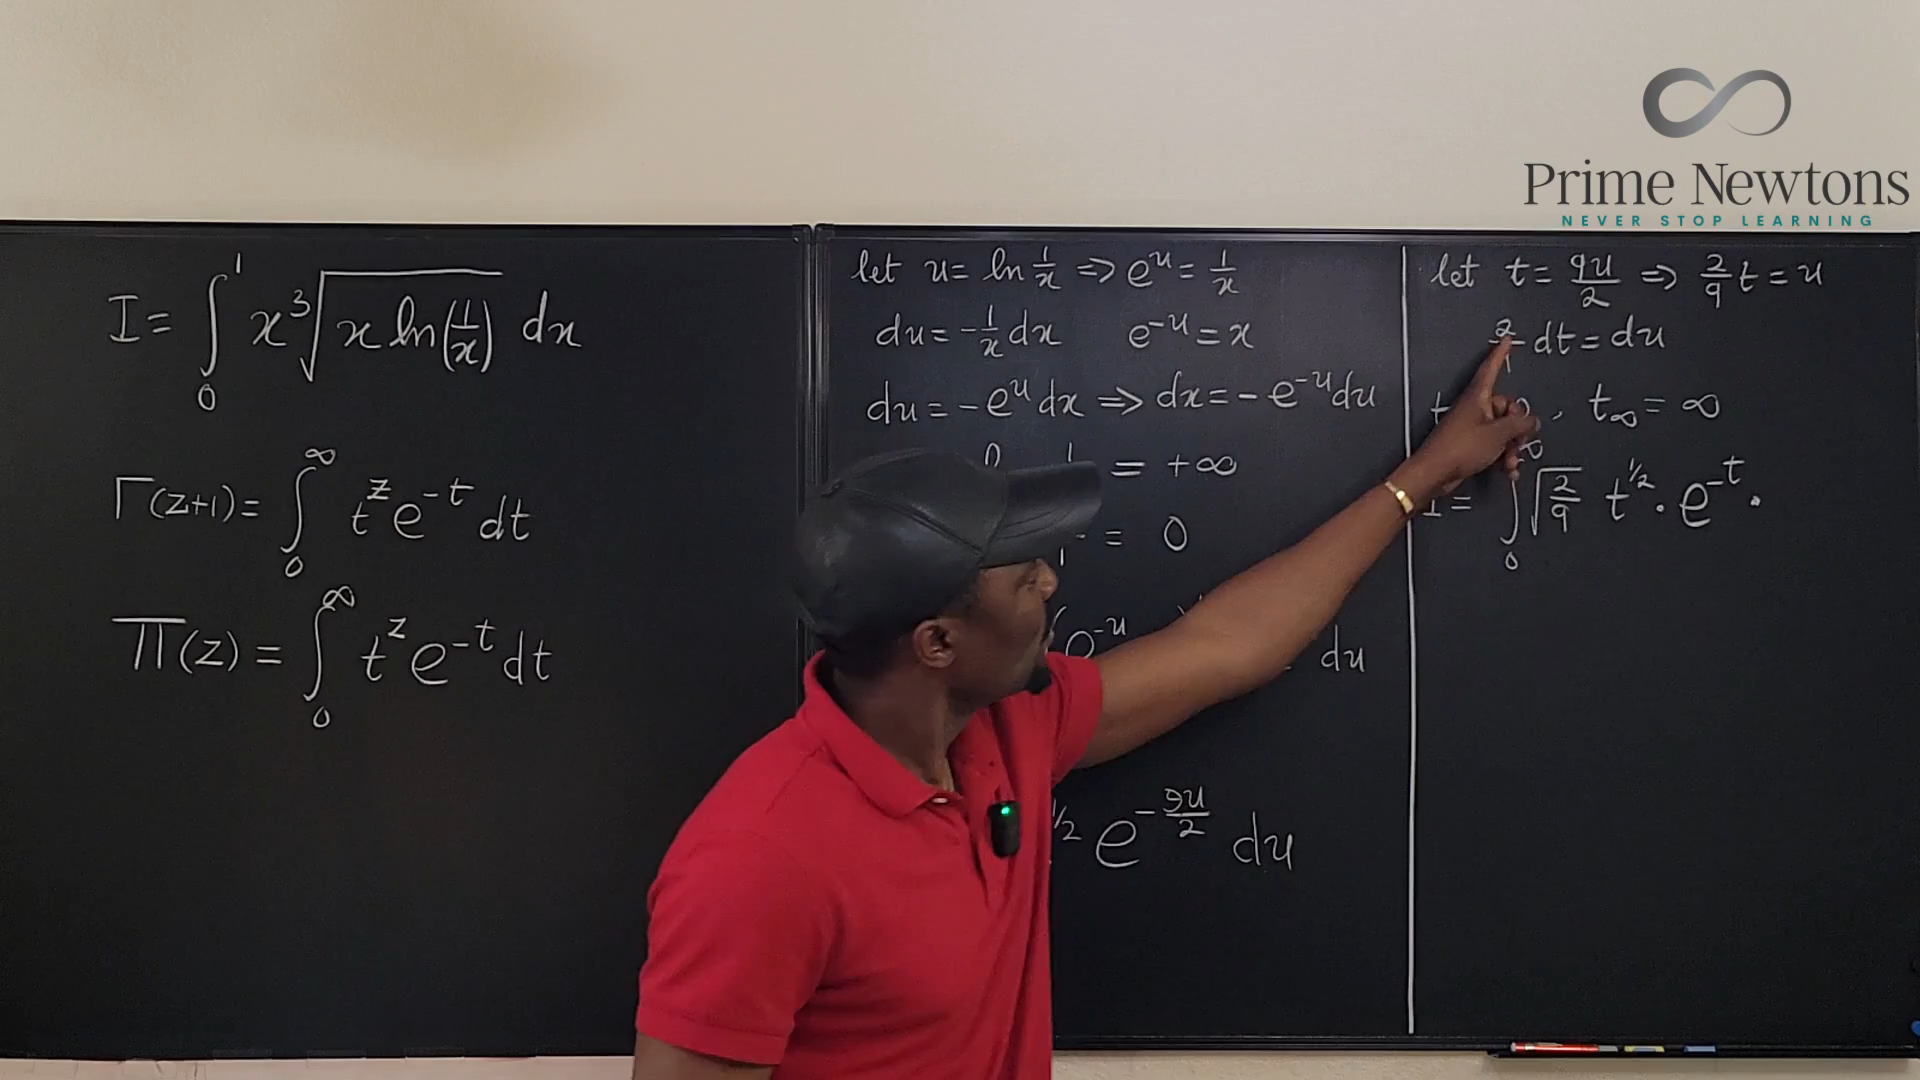 Prime Newtons
NEVER STOP LEARNING
I = ∫₀¹ x³√(x ln(1/x)) dx
Γ(z+1) = ∫₀^∞ t^z e^(-t) dt
Π(z) = ∫₀^∞ t^z e^(-t) dt
let u = ln 1/x ⇒ e^u = 1/x
du = -1/x dx e^(-u) = x
du = -e^u dx ⇒ dx = -e^(-u) du
= +∞
= 0
e^(-u) du
1/2 e^(-9u/2) du
let t = 9u/2 ⇒ 2/9 t = u
dt = du
, t_∞ = ∞
I = ∫₀^∞ √(2/9) t^(1/2) · e^(-t) ·